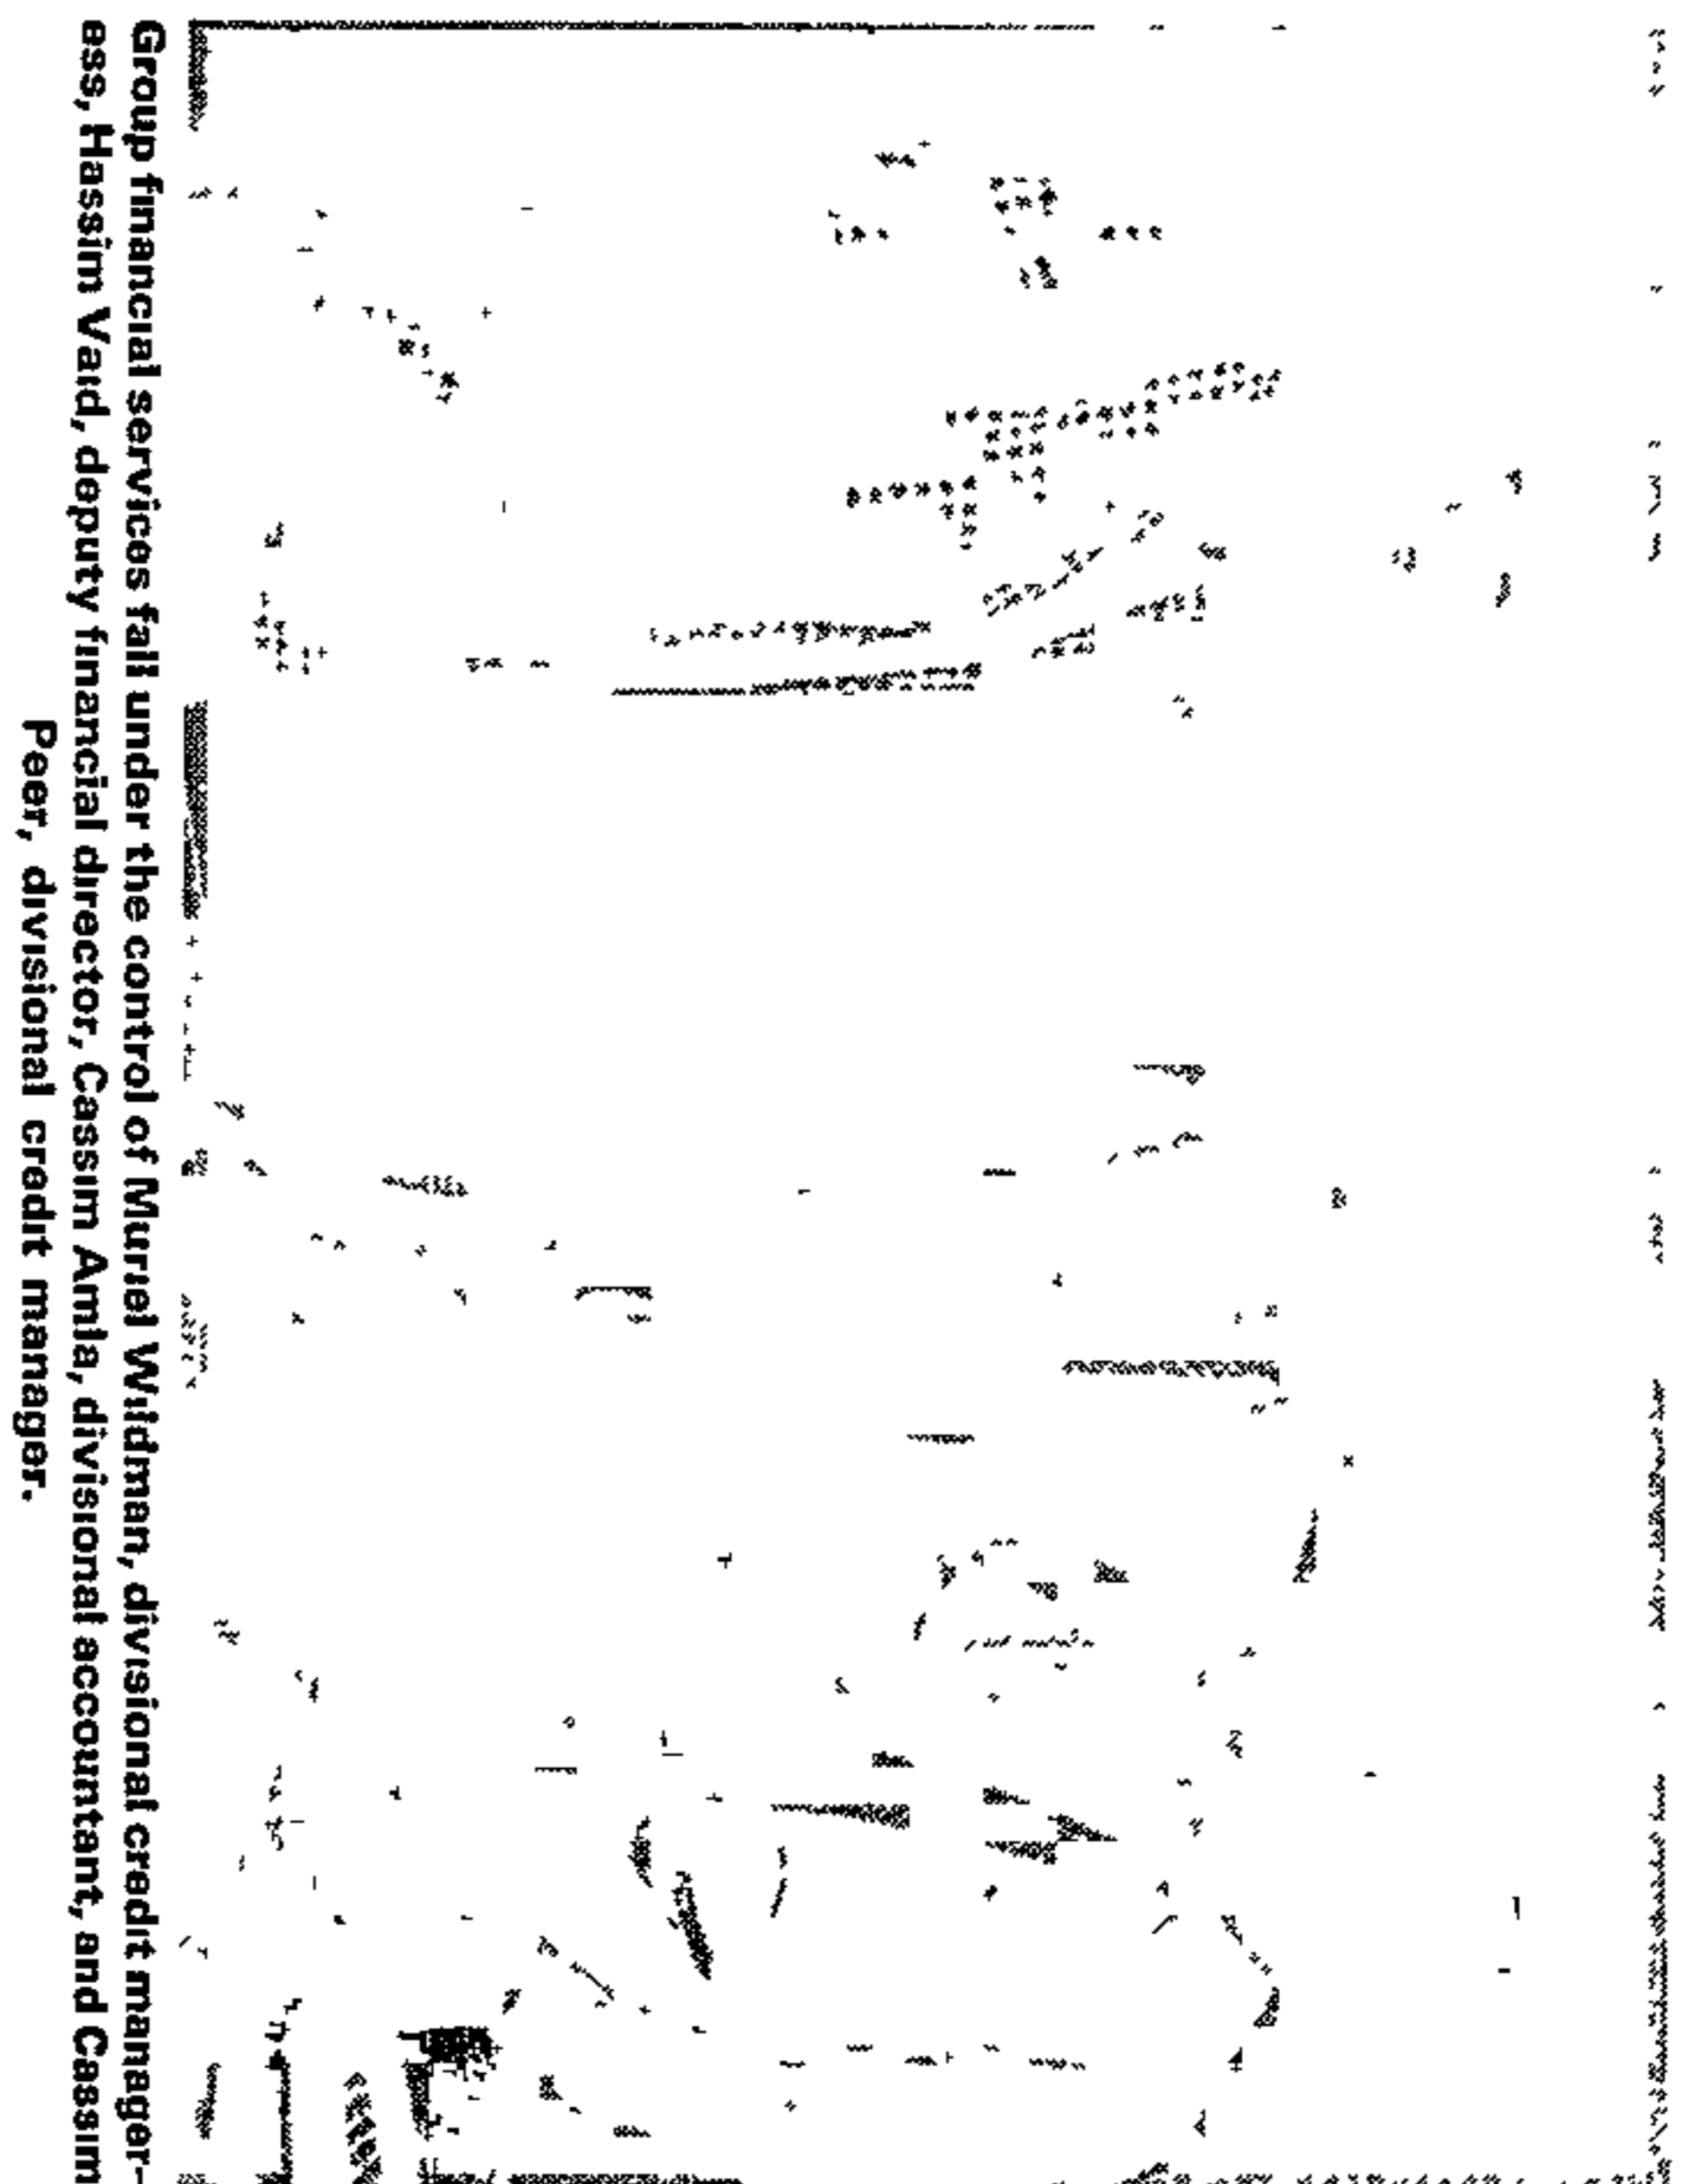 Group financial services fall under the control of Muriel Wildman, divisional credit manager-
ess, Hassim Vaid, deputy financial director, Cassim Amla, divisional accountant, and Cassim
Peer, divisional credit manager.